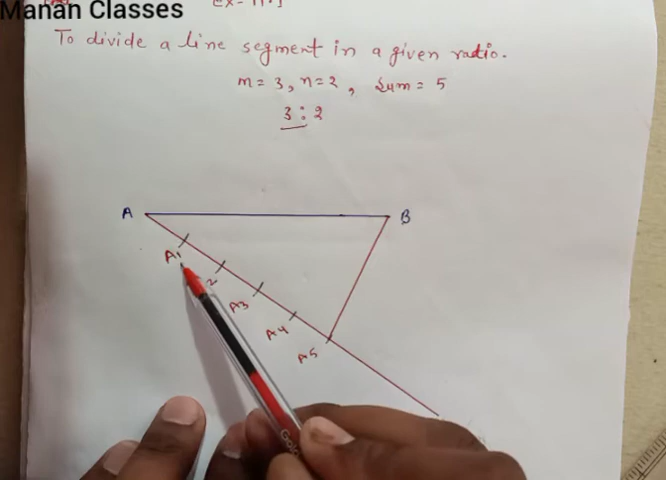 Manan Classes
To divide a line segment in a given ratio.
m = 3, n = 2, Sum = 5
3 : 2
A
B
A1
2
A3
A4
A5